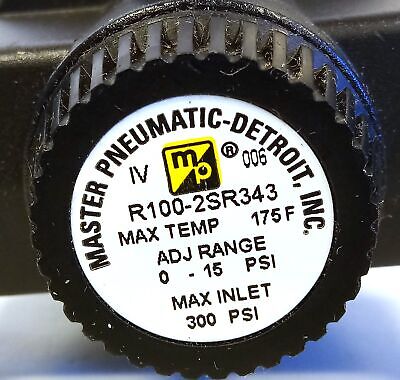 MASTER PNEUMATIC-DETROIT, INC.
IV mp ® 006
R100-2SR343
MAX TEMP 175F
ADJ RANGE
0 - 15 PSI
MAX INLET
300 PSI